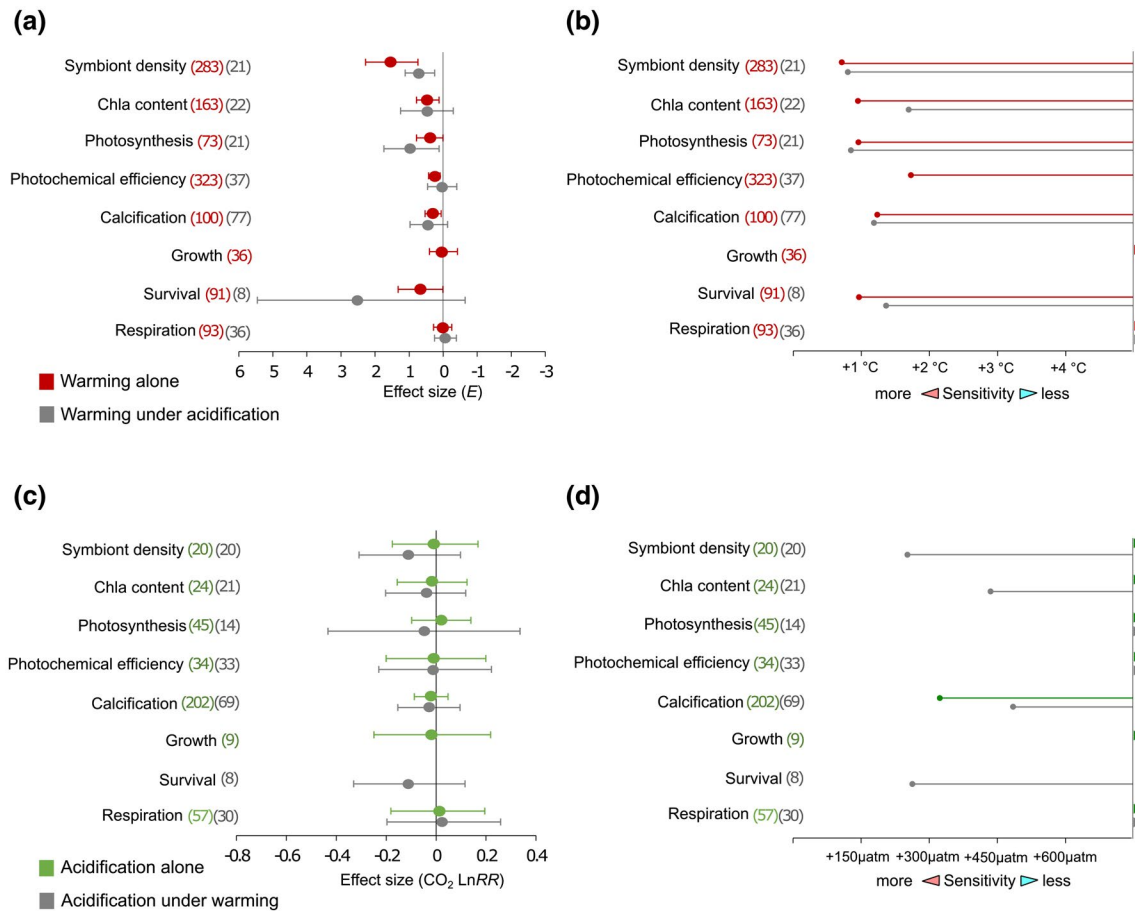 (a)
Symbiont density (283)(21)
Chla content (163)(22)
Photosynthesis (73)(21)
Photochemical efficiency (323)(37)
Calcification (100)(77)
Growth (36)
Survival (91)(8)
Respiration (93)(36)
6 5 4 3 2 1 0 -1 -2 -3
Effect size (E)
Warming alone
Warming under acidification
(b)
Symbiont density (283)(21)
Chla content (163)(22)
Photosynthesis (73)(21)
Photochemical efficiency(323)(37)
Calcification (100)(77)
Growth (36)
Survival (91)(8)
Respiration (93)(36)
+1 °C +2 °C +3 °C +4 °C
more Sensitivity less
(c)
Symbiont density (20)(20)
Chla content (24)(21)
Photosynthesis(45)(14)
Photochemical efficiency (34)(33)
Calcification (202)(69)
Growth (9)
Survival (8)
Respiration (57)(30)
-0.8 -0.6 -0.4 -0.2 0 0.2 0.4
Effect size (CO₂ LnRR)
Acidification alone
Acidification under warming
(d)
Symbiont density (20)(20)
Chla content (24)(21)
Photosynthesis(45)(14)
Photochemical efficiency (34)(33)
Calcification (202)(69)
Growth (9)
Survival (8)
Respiration (57)(30)
+150µatm +300µatm +450µatm +600µatm
more Sensitivity less